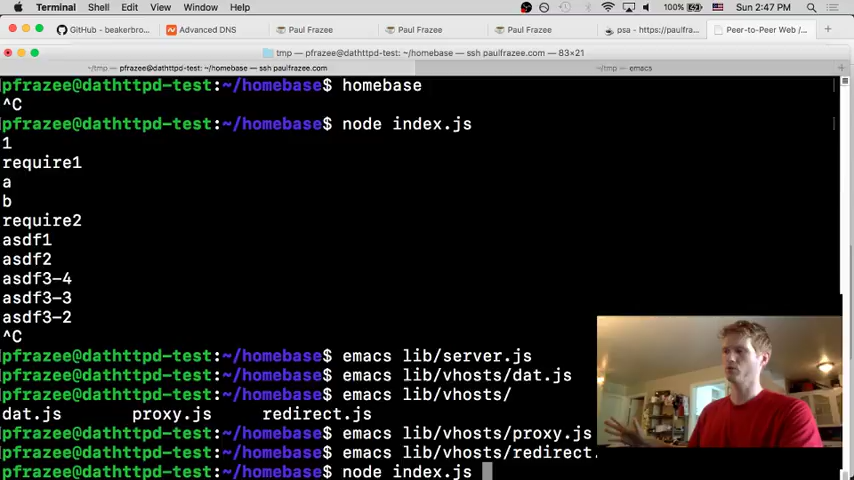 Terminal Shell Edit View Window Help 100% Sun 2:47 PM
GitHub - beakerbro... Advanced DNS Paul Frazee Paul Frazee Paul Frazee psa - https://paulfraz... Peer-to-Peer Web /...
tmp — pfrazee@dathttpd-test: ~/homebase — ssh paulfrazee.com — 83×21
~/tmp — pfrazee@dathttpd-test: ~/homebase — ssh paulfrazee.com ~/tmp — emacs
pfrazee@dathttpd-test:~/homebase$ homebase
^C
pfrazee@dathttpd-test:~/homebase$ node index.js
1
require1
a
b
require2
asdf1
asdf2
asdf3-4
asdf3-3
asdf3-2
^C
pfrazee@dathttpd-test:~/homebase$ emacs lib/server.js
pfrazee@dathttpd-test:~/homebase$ emacs lib/vhosts/dat.js
pfrazee@dathttpd-test:~/homebase$ emacs lib/vhosts/
dat.js proxy.js redirect.js
pfrazee@dathttpd-test:~/homebase$ emacs lib/vhosts/proxy.js
pfrazee@dathttpd-test:~/homebase$ emacs lib/vhosts/redirect.
pfrazee@dathttpd-test:~/homebase$ node index.js